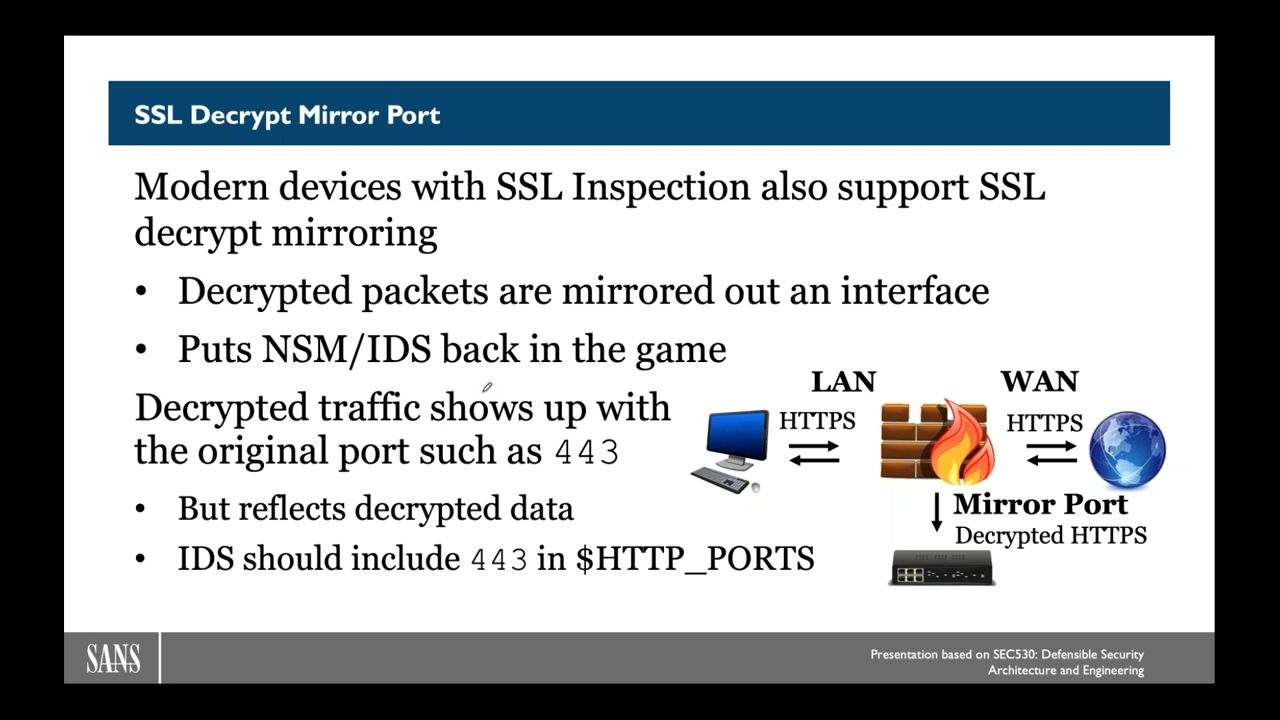 SSL Decrypt Mirror Port
Modern devices with SSL Inspection also support SSL
decrypt mirroring
• Decrypted packets are mirrored out an interface
• Puts NSM/IDS back in the game
Decrypted traffic shows up with
the original port such as 443
• But reflects decrypted data
• IDS should include 443 in $HTTP_PORTS
LAN
WAN
HTTPS
HTTPS
Mirror Port
Decrypted HTTPS
SANS
Presentation based on SEC530: Defensible Security
Architecture and Engineering